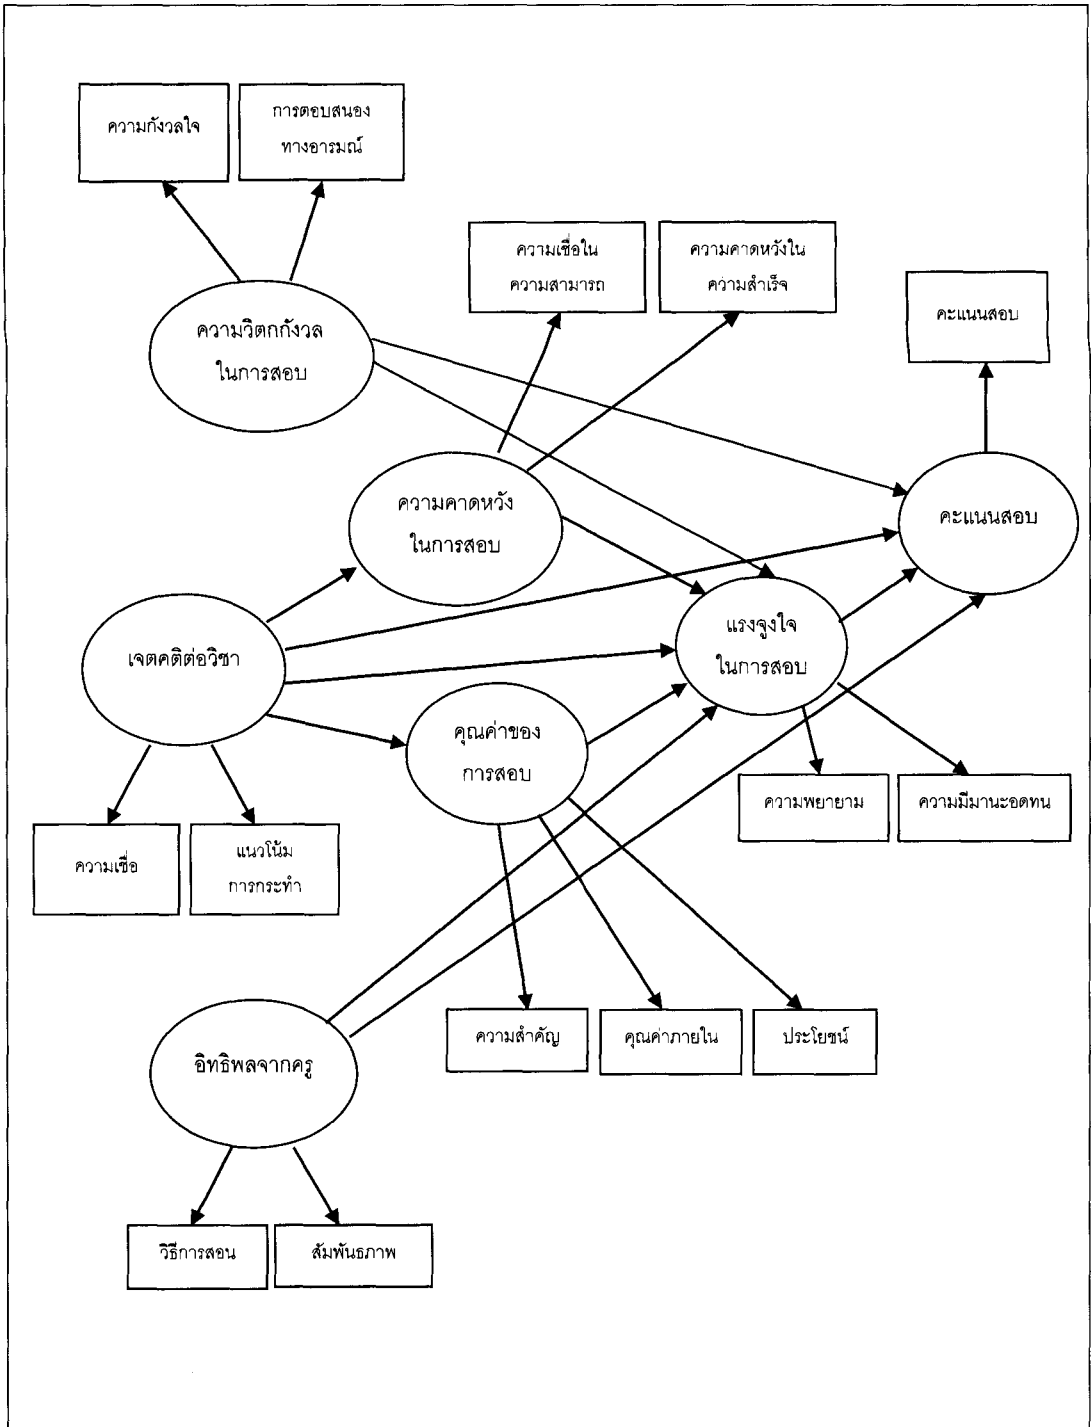 ความกังวลใจ
การตอบสนอง
ทางอารมณ์
ความเชื่อใน
ความสามารถ
ความคาดหวังใน
ความสำเร็จ
คะแนนสอบ
ความวิตกกังวล
ในการสอบ
ความคาดหวัง
ในการสอบ
คะแนนสอบ
แรงจูงใจ
ในการสอบ
เจตคติต่อวิชา
คุณค่าของ
การสอบ
ความพยายาม
ความมีมานะอดทน
ความเชื่อ
แนวโน้ม
การกระทำ
อิทธิพลจากครู
ความสำคัญ
คุณค่าภายใน
ประโยชน์
วิธีการสอน
สัมพันธภาพ